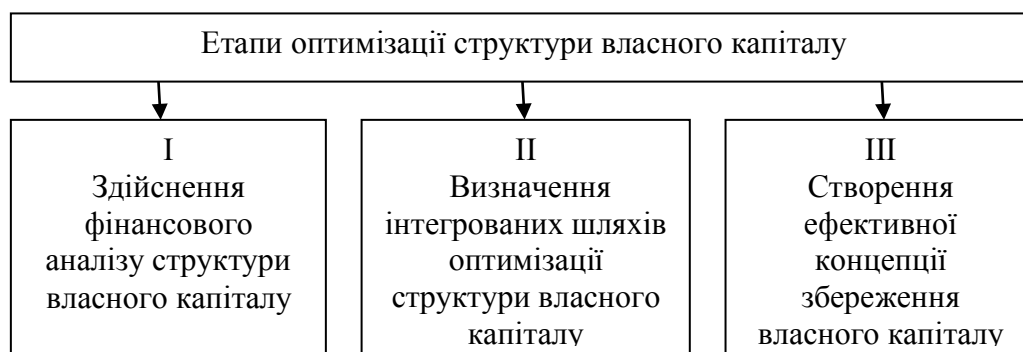 Етапи оптимізації структури власного капіталу
I
Здійснення
фінансового
аналізу структури
власного капіталу
II
Визначення
інтегрованих шляхів
оптимізації
структури власного
капіталу
III
Створення
ефективної
концепції
збереження
власного капіталу